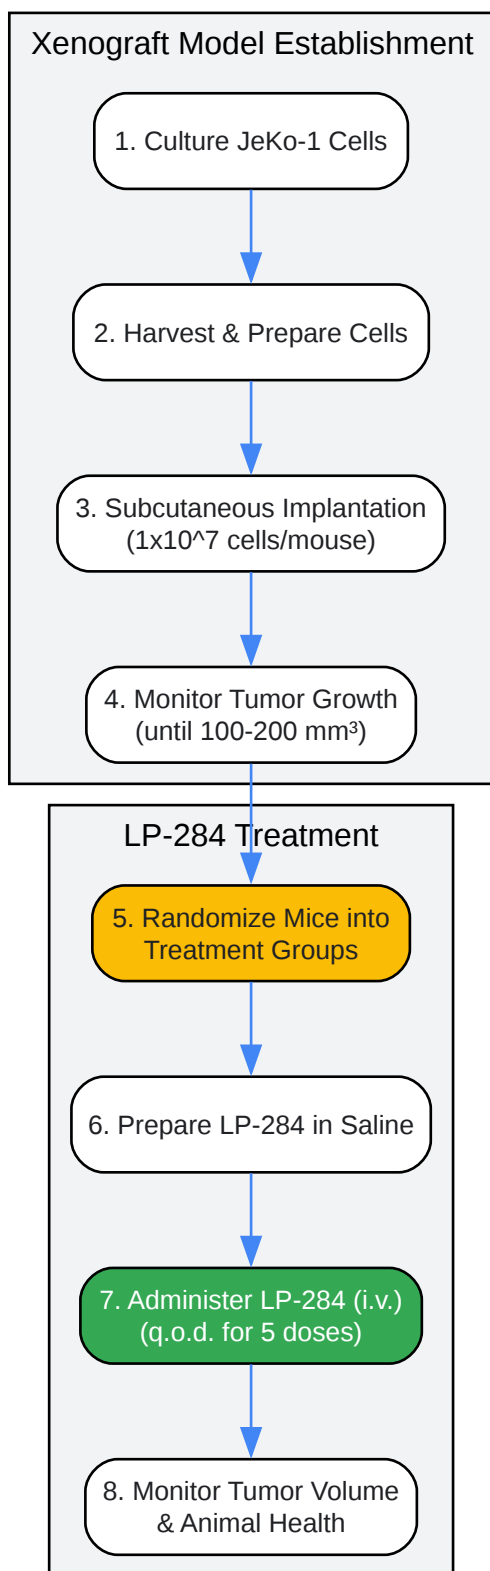 Xenograft Model Establishment
1. Culture JeKo-1 Cells
2. Harvest & Prepare Cells
3. Subcutaneous Implantation
(1x10^7 cells/mouse)
4. Monitor Tumor Growth
(until 100-200 mm³)
LP-284 Treatment
5. Randomize Mice into
Treatment Groups
6. Prepare LP-284 in Saline
7. Administer LP-284 (i.v.)
(q.o.d. for 5 doses)
8. Monitor Tumor Volume
& Animal Health